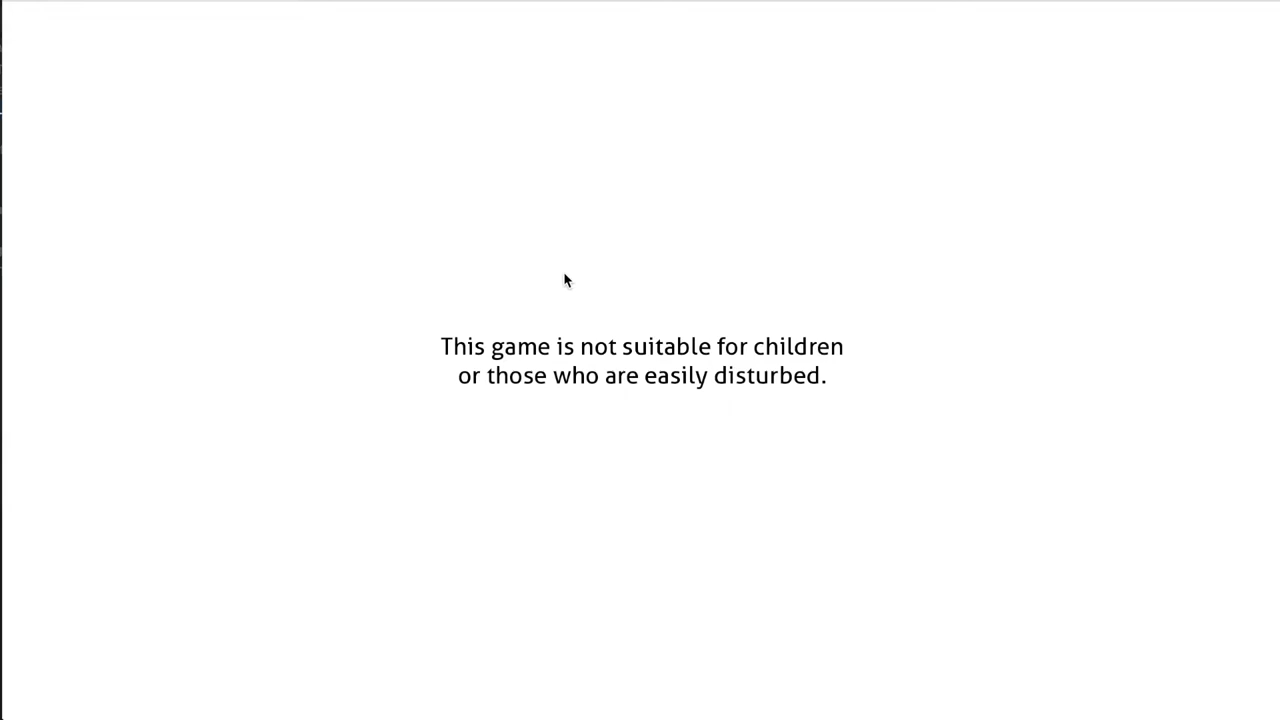 This game is not suitable for children
or those who are easily disturbed.